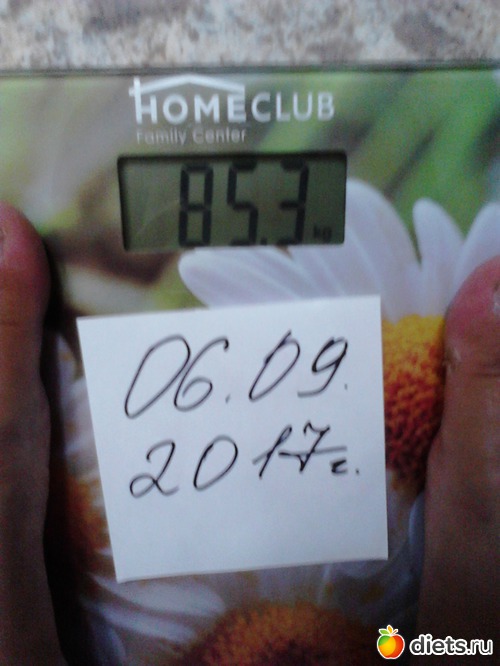 HOMECLUB
Family Center
85.3 kg
06.09.
2017г.
diets.ru